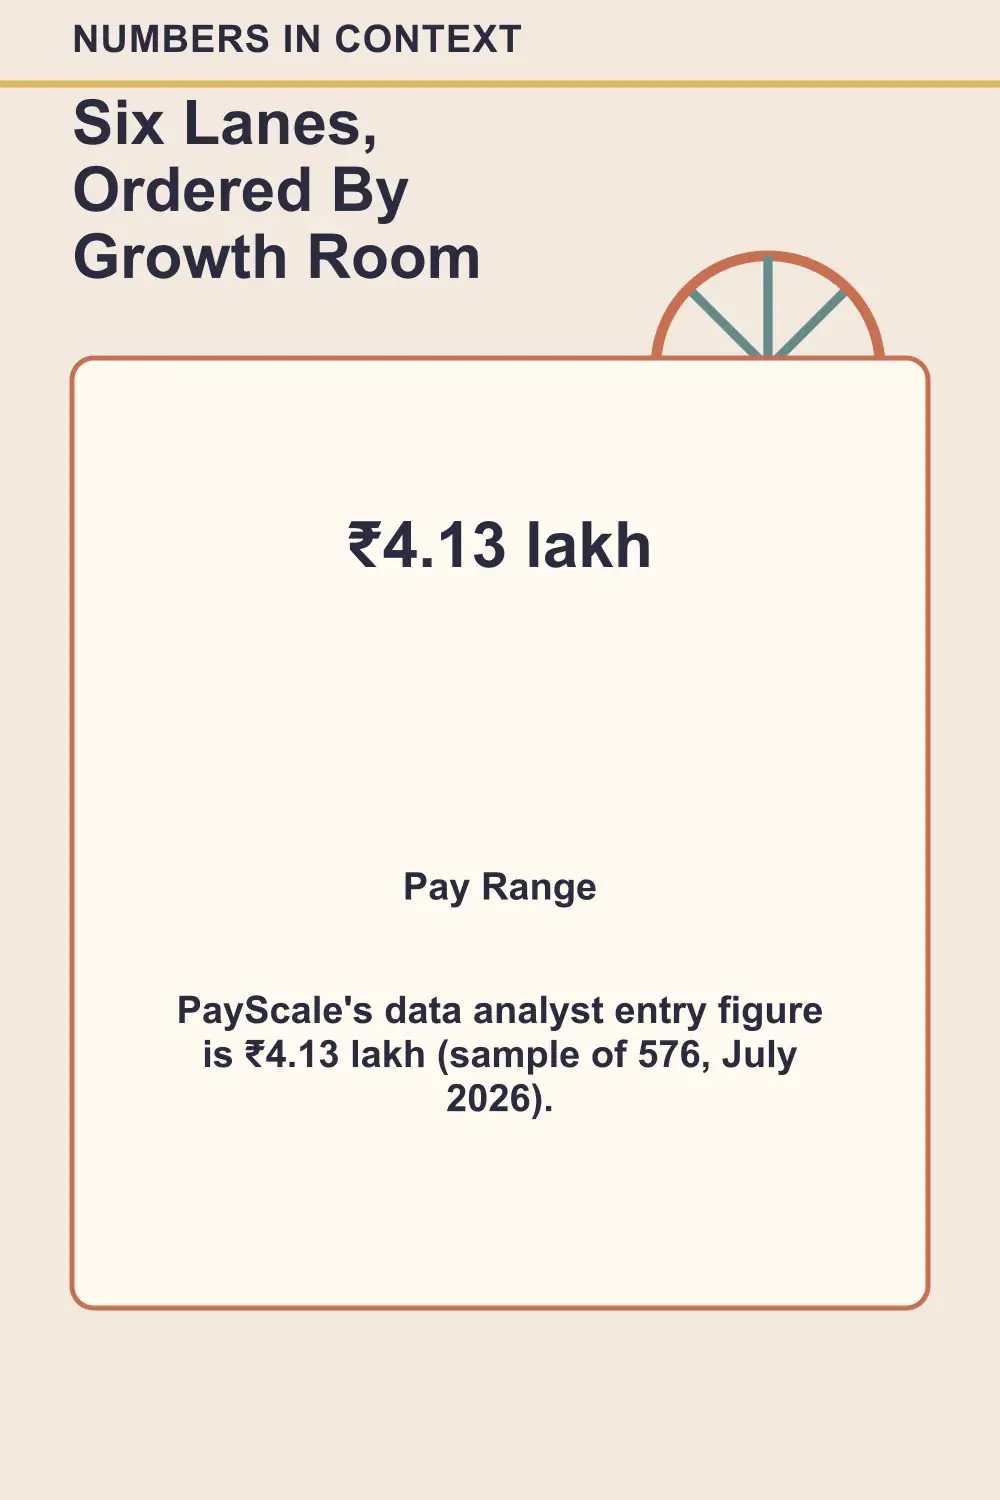 NUMBERS IN CONTEXT
Six Lanes,
Ordered By
Growth Room
₹4.13 lakh
Pay Range
PayScale's data analyst entry figure
is ₹4.13 lakh (sample of 576, July
2026).